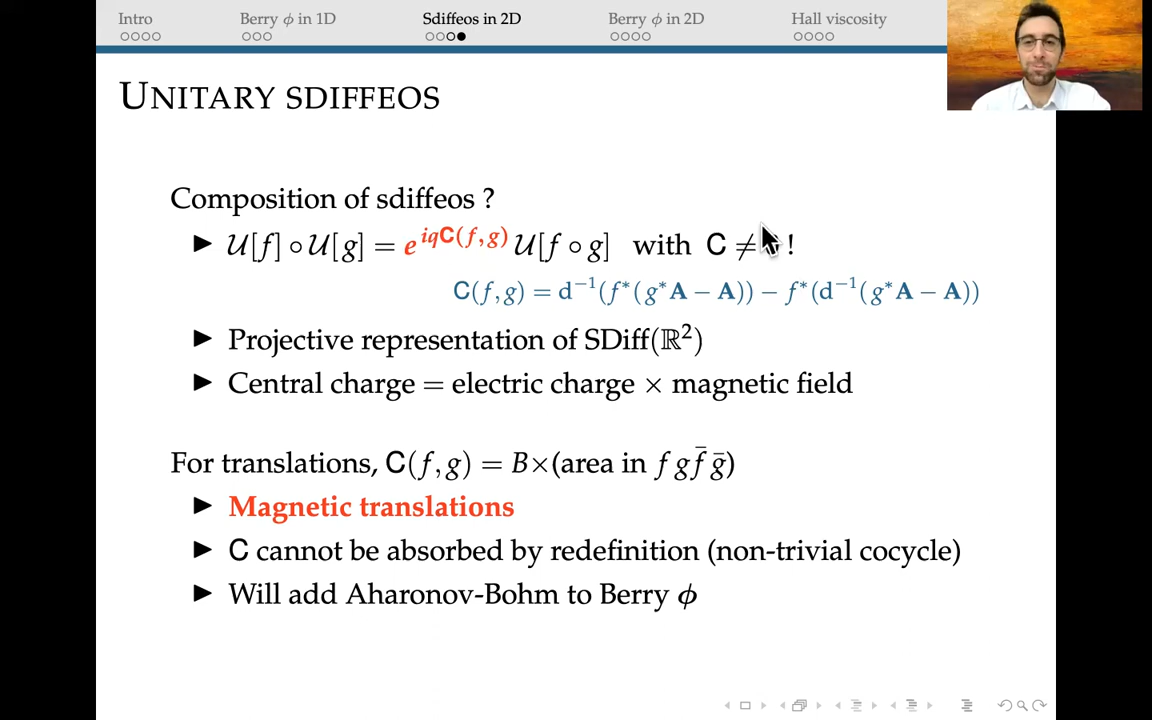 Intro Berry ϕ in 1D Sdiffeos in 2D Berry ϕ in 2D Hall viscosity
UNITARY SDIFFEOS
Composition of sdiffeos ?
▶ 𝒰[f] ∘ 𝒰[g] = e^{iqC(f,g)} 𝒰[f ∘ g] with C ≠ !
C(f,g) = d⁻¹(f*(g*A − A)) − f*(d⁻¹(g*A − A))
▶ Projective representation of SDiff(ℝ²)
▶ Central charge = electric charge × magnetic field
For translations, C(f,g) = B×(area in f g f̄ ḡ)
▶ Magnetic translations
▶ C cannot be absorbed by redefinition (non-trivial cocycle)
▶ Will add Aharonov-Bohm to Berry ϕ